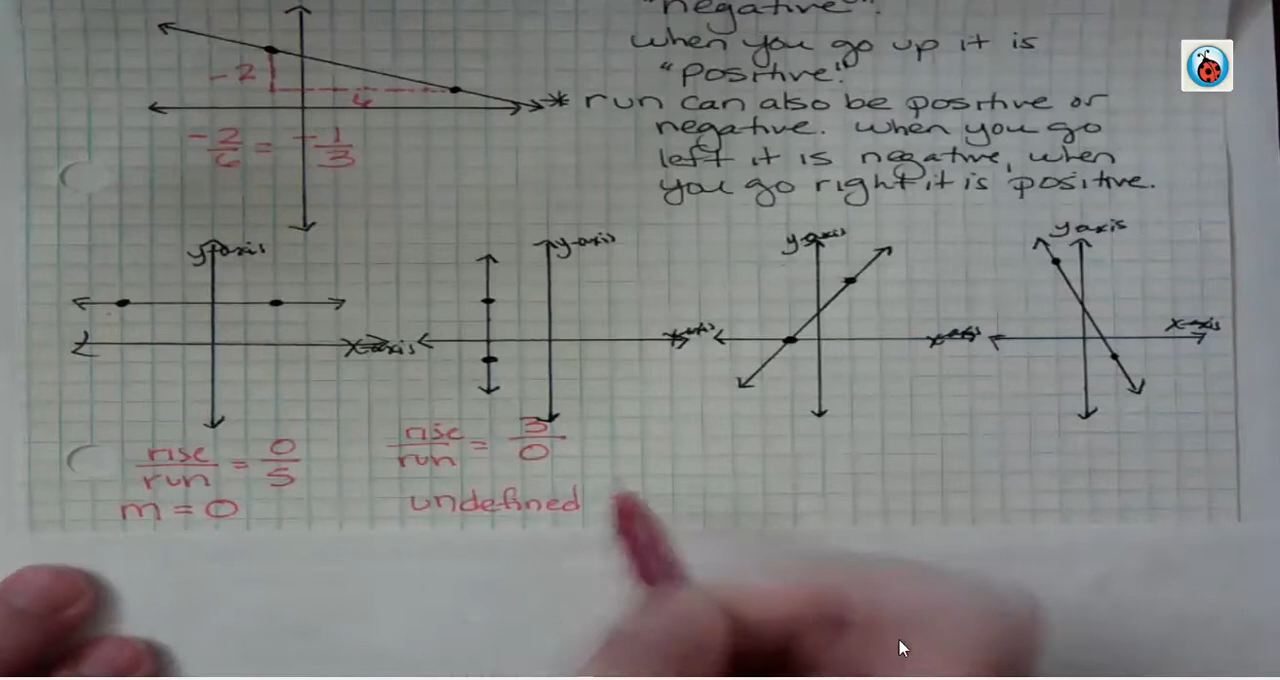 "negative".
when you go up it is
"positive".
* run can also be positive or
negative. when you go
left it is negative, when
you go right it is positive.
-2
6
-2/6 = -1/3
y-axis
x-axis
y-axis
x-axis
y-axis
x-axis
y axis
x-axis
rise/run = 0/5
m = 0
rise/run = 3/0
undefined